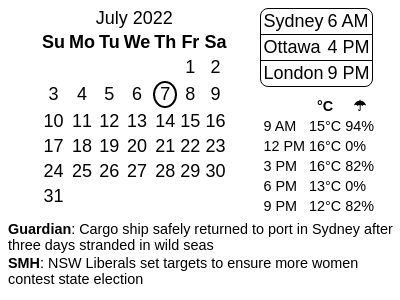 July 2022
Su Mo Tu We Th Fr Sa
1 2
3 4 5 6 7 8 9
10 11 12 13 14 15 16
17 18 19 20 21 22 23
24 25 26 27 28 29 30
31
Sydney 6 AM
Ottawa 4 PM
London 9 PM
°C ☂
9 AM 15°C 94%
12 PM 16°C 0%
3 PM 16°C 82%
6 PM 13°C 0%
9 PM 12°C 82%
Guardian: Cargo ship safely returned to port in Sydney after
three days stranded in wild seas
SMH: NSW Liberals set targets to ensure more women
contest state election